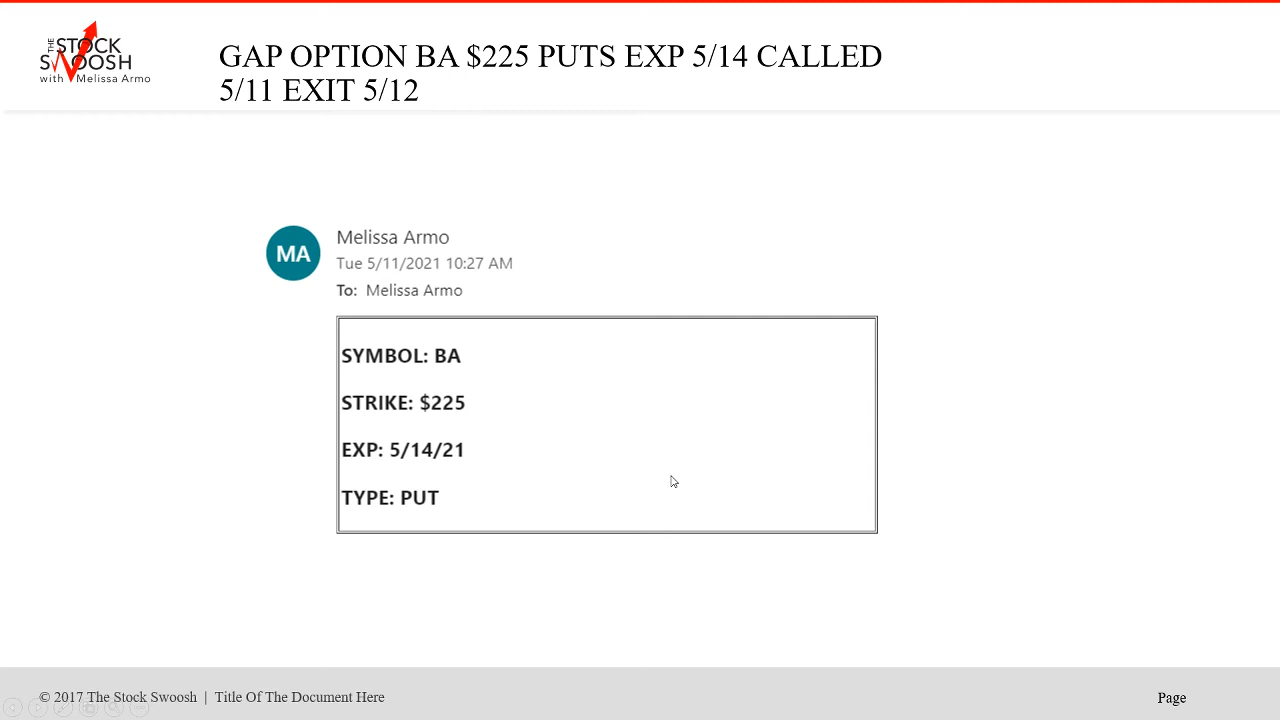 THE STOCK
SWOOSH
with Melissa Armo
GAP OPTION BA $225 PUTS EXP 5/14 CALLED
5/11 EXIT 5/12
MA
Melissa Armo
Tue 5/11/2021 10:27 AM
To: Melissa Armo
SYMBOL: BA
STRIKE: $225
EXP: 5/14/21
TYPE: PUT
© 2017 The Stock Swoosh | Title Of The Document Here
Page